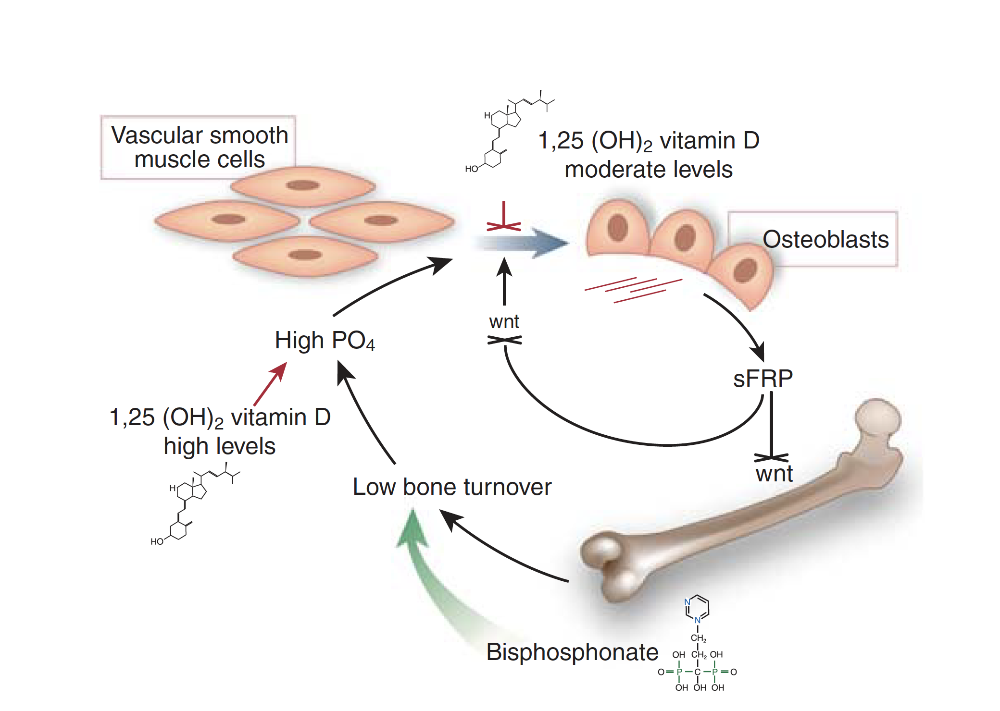 Vascular smooth
muscle cells
H
HO
1,25 (OH)₂ vitamin D
moderate levels
Osteoblasts
wnt
High PO₄
sFRP
1,25 (OH)₂ vitamin D
high levels
H
HO
wnt
Low bone turnover
Bisphosphonate
N
N
CH₂
OH CH₂ OH
O P C P O
OH OH OH